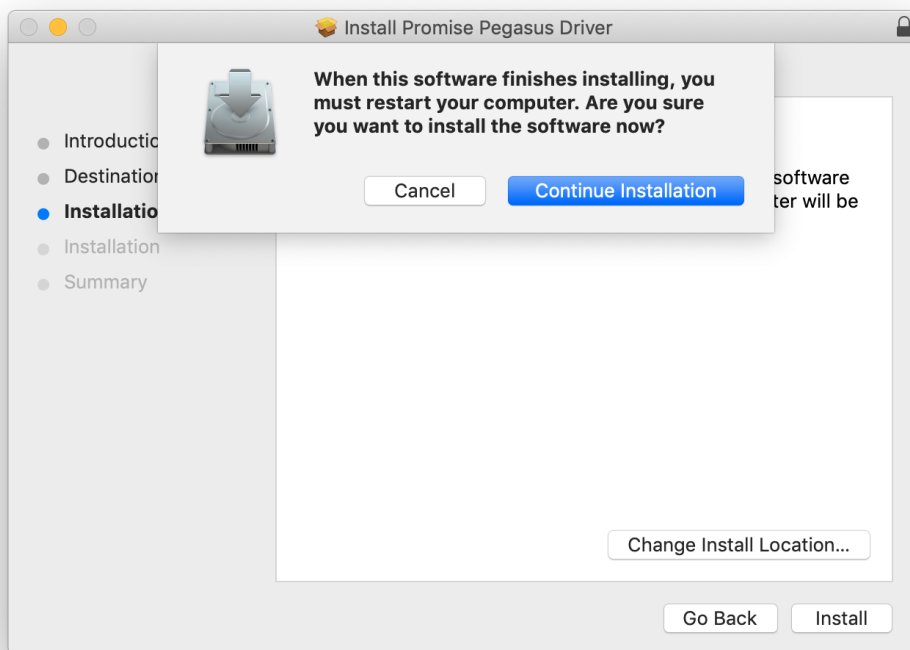 Install Promise Pegasus Driver
When this software finishes installing, you
must restart your computer. Are you sure
you want to install the software now?
Cancel
Continue Installation
Introductio
Destination
Installatio
Installation
Summary
software
ter will be
Change Install Location...
Go Back
Install